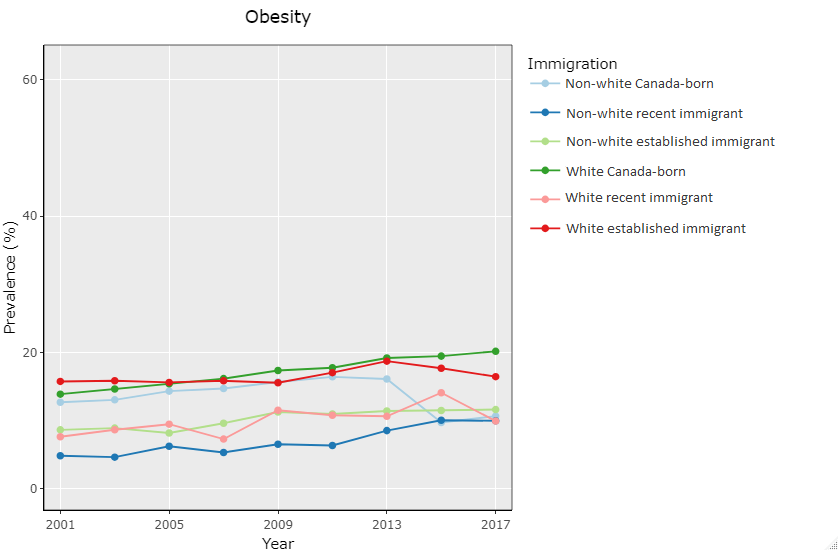 Obesity
Immigration
Non-white Canada-born
Non-white recent immigrant
Non-white established immigrant
White Canada-born
White recent immigrant
White established immigrant
Prevalence (%)
60
40
20
0
2001 2005 2009 2013 2017
Year